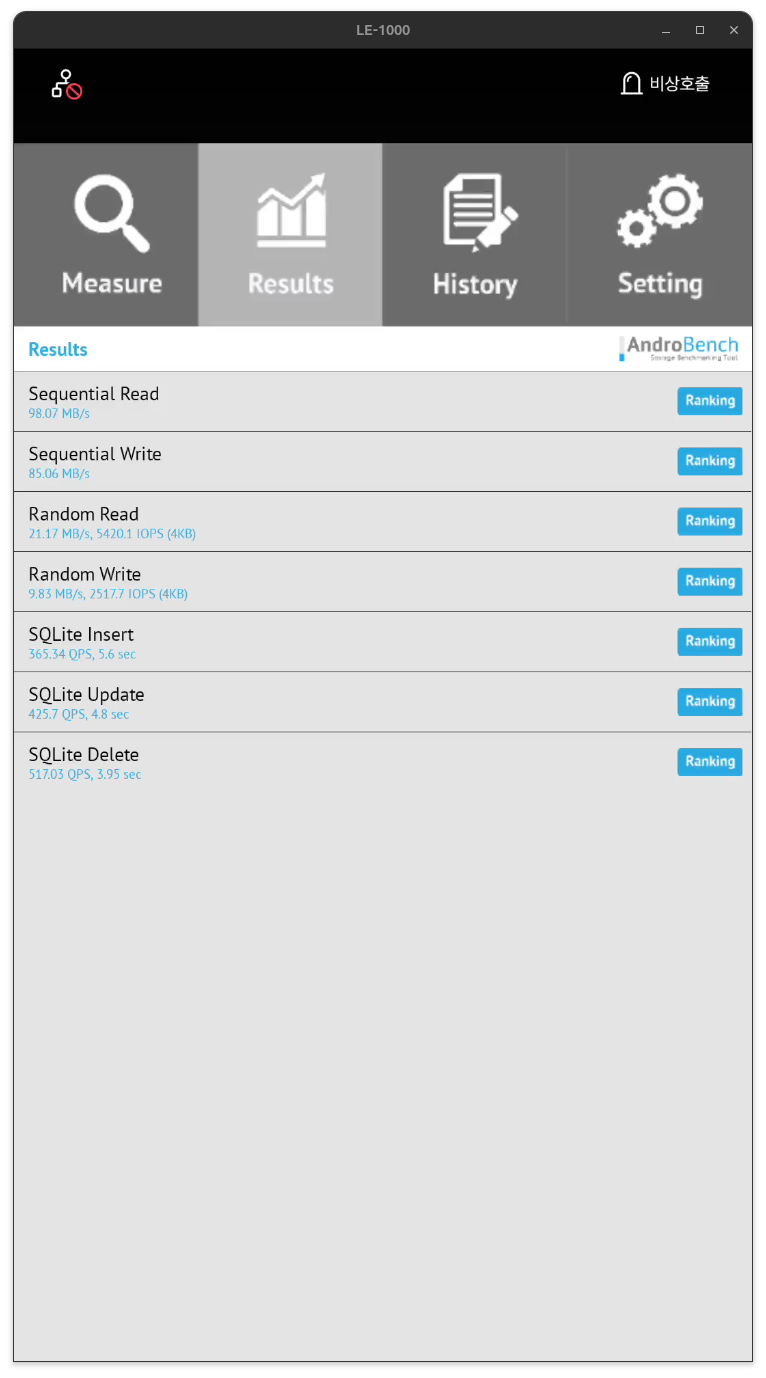 LE-1000
비상호출
Measure
Results
History
Setting
Results
AndroBench
Storage Benchmarking Tool
Sequential Read
98.07 MB/s
Ranking
Sequential Write
85.06 MB/s
Ranking
Random Read
21.17 MB/s, 5420.1 IOPS (4KB)
Ranking
Random Write
9.83 MB/s, 2517.7 IOPS (4KB)
Ranking
SQLite Insert
365.34 QPS, 5.6 sec
Ranking
SQLite Update
425.7 QPS, 4.8 sec
Ranking
SQLite Delete
517.03 QPS, 3.95 sec
Ranking